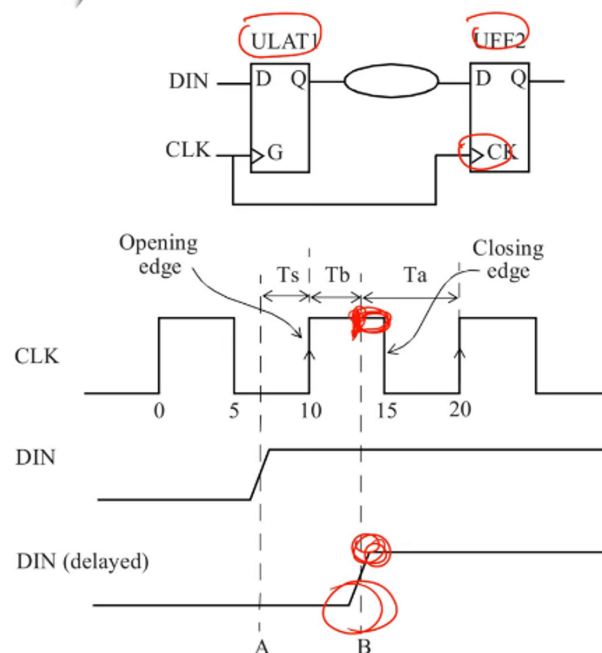 ULAT1 UFF2
DIN D Q D Q
CLK G CK
Opening edge
Closing edge
Ts Tb Ta
CLK
0 5 10 15 20
DIN
DIN (delayed)
A B